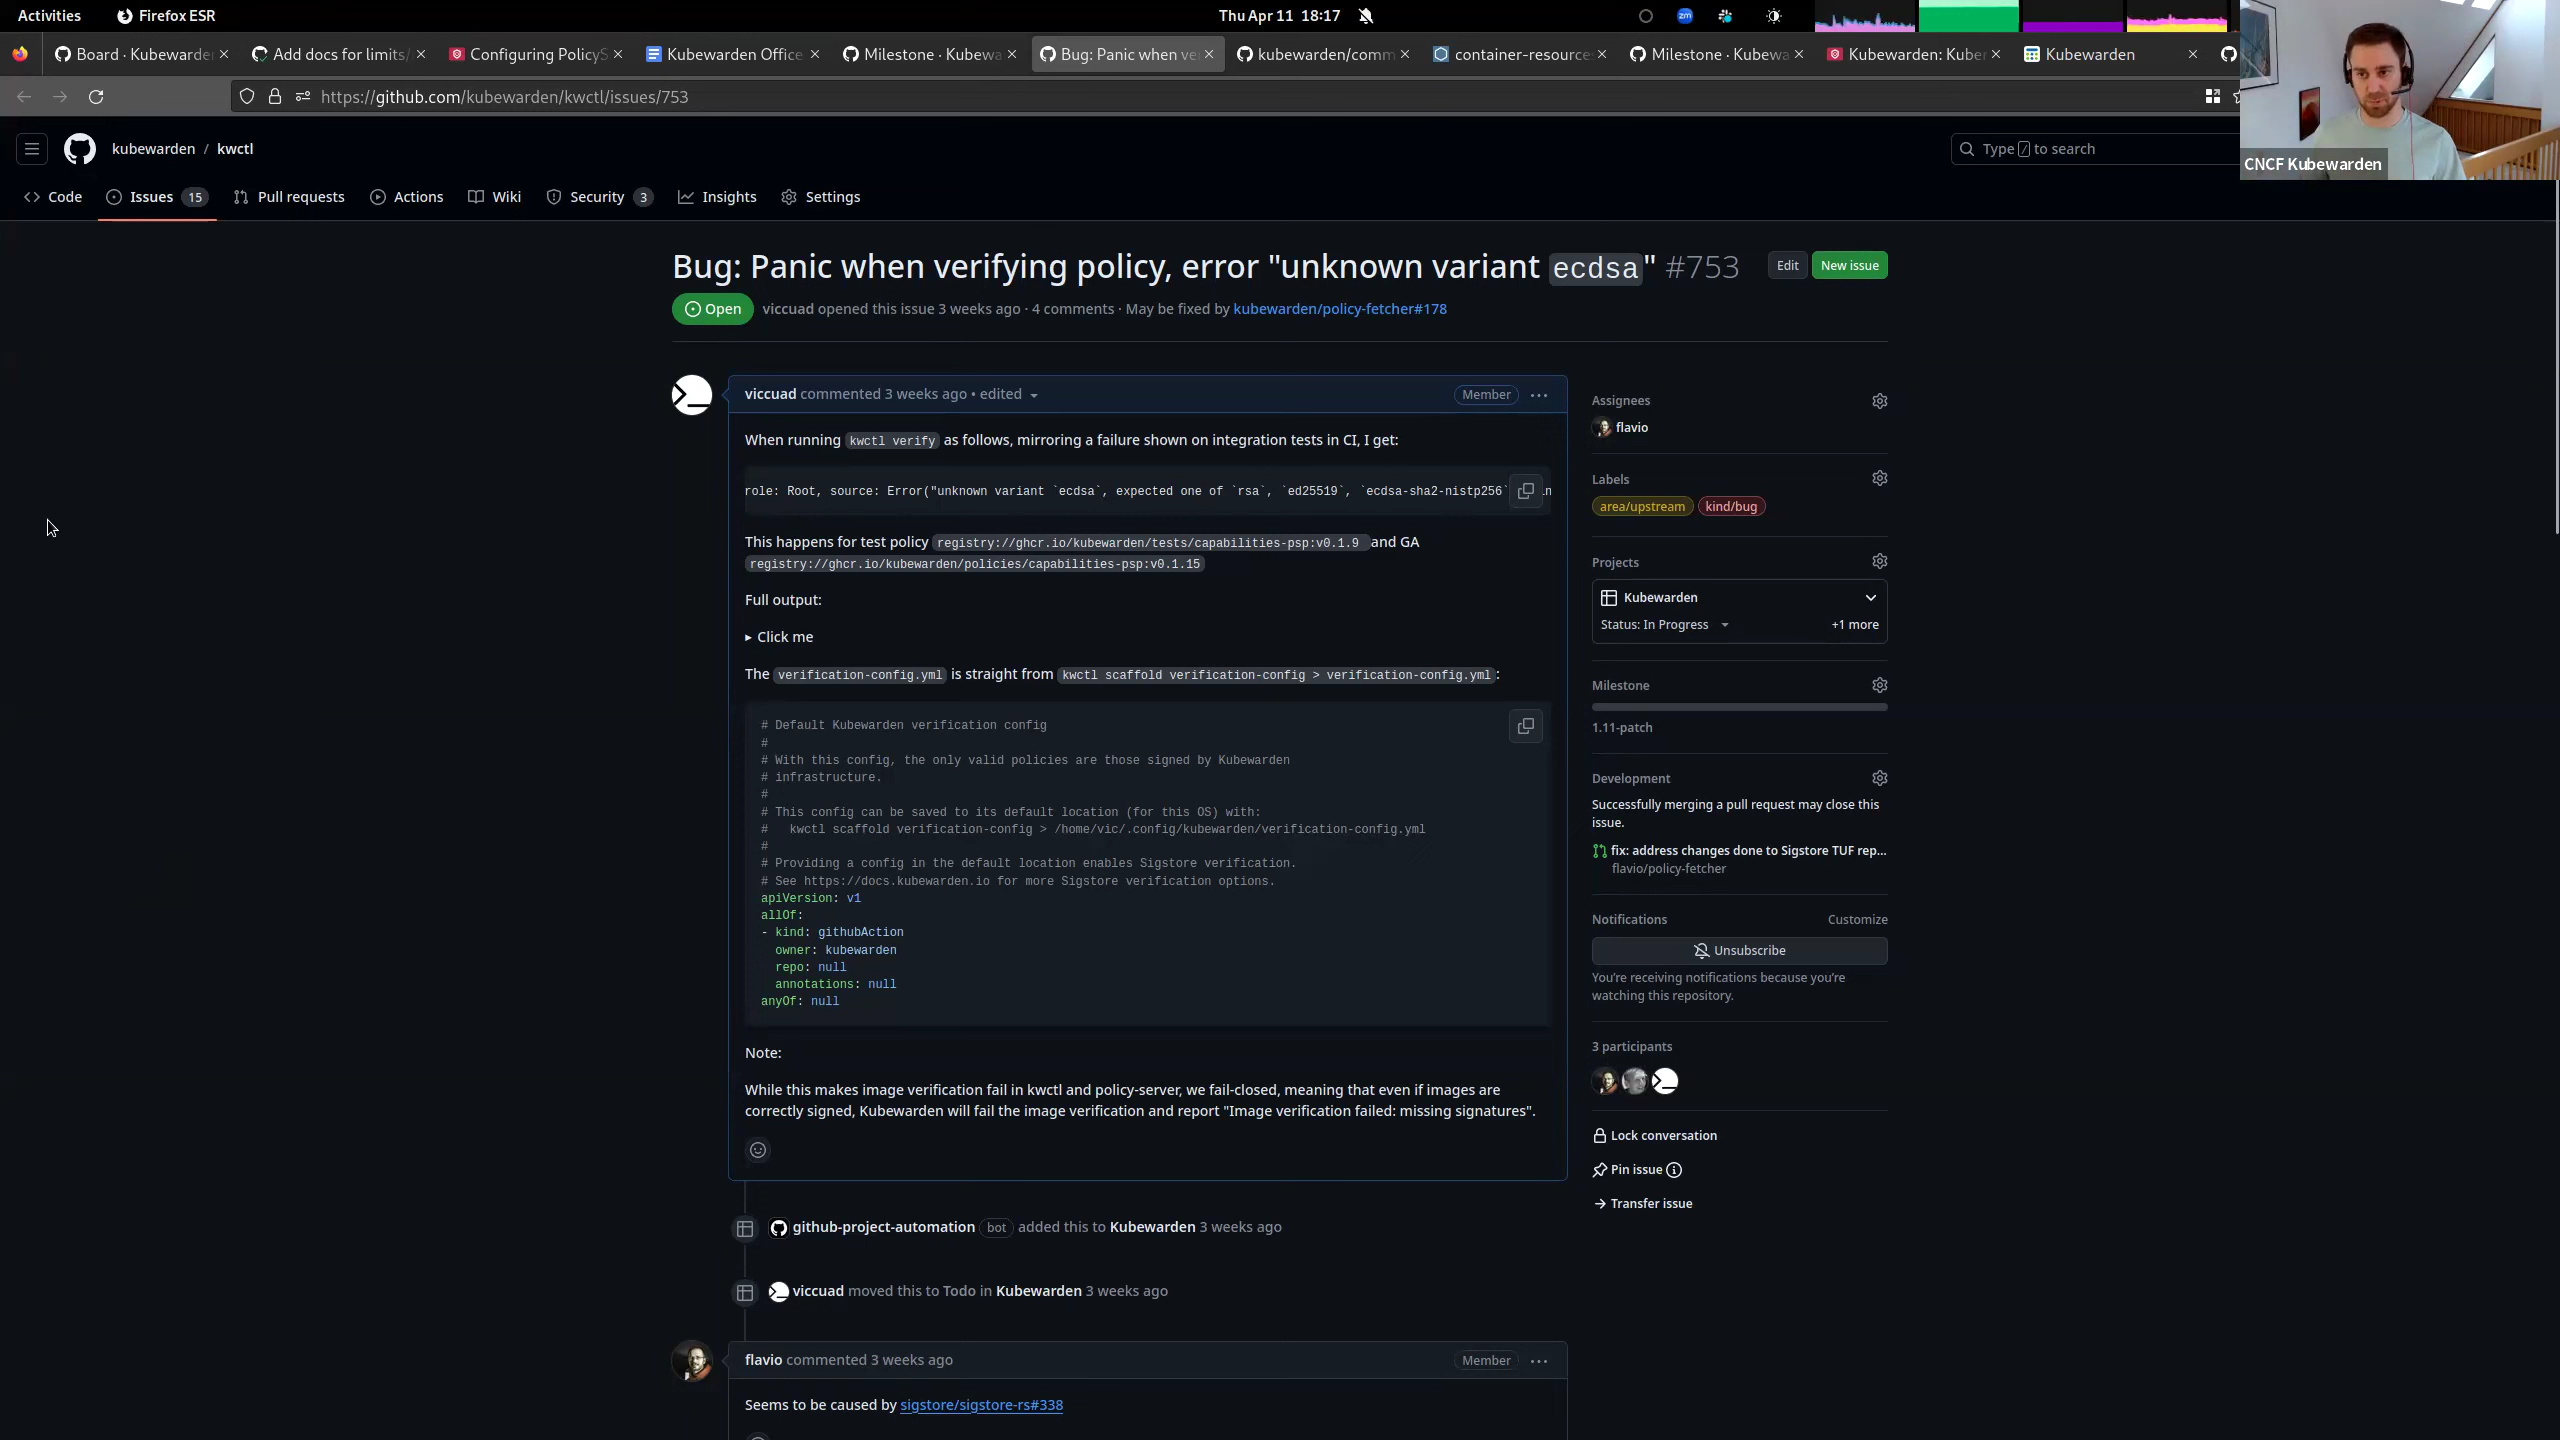 Activities
Firefox ESR
Thu Apr 11 18:17
zm
Board · Kubewarde
Add docs for limits/
Configuring PolicyS
Kubewarden Office
Milestone · Kubewa
Bug: Panic when ve
kubewarden/comm
container-resource
Milestone · Kubewa
Kubewarden: Kuber
Kubewarden
https://github.com/kubewarden/kwctl/issues/753
CNCF Kubewarden
kubewarden / kwctl
Type / to search
Code
Issues 15
Pull requests
Actions
Wiki
Security 3
Insights
Settings
Bug: Panic when verifying policy, error "unknown variant ecdsa" #753
Edit
New issue
Open
viccuad opened this issue 3 weeks ago · 4 comments · May be fixed by kubewarden/policy-fetcher#178
viccuad commented 3 weeks ago • edited
Member
When running kwctl verify as follows, mirroring a failure shown on integration tests in CI, I get:
role: Root, source: Error("unknown variant `ecdsa`, expected one of `rsa`, `ed25519`, `ecdsa-sha2-nistp256`
This happens for test policy registry://ghcr.io/kubewarden/tests/capabilities-psp:v0.1.9 and GA
registry://ghcr.io/kubewarden/policies/capabilities-psp:v0.1.15
Full output:
▸ Click me
The verification-config.yml is straight from kwctl scaffold verification-config > verification-config.yml:
# Default Kubewarden verification config
#
# With this config, the only valid policies are those signed by Kubewarden
# infrastructure.
#
# This config can be saved to its default location (for this OS) with:
#   kwctl scaffold verification-config > /home/vic/.config/kubewarden/verification-config.yml
#
# Providing a config in the default location enables Sigstore verification.
# See https://docs.kubewarden.io for more Sigstore verification options.
apiVersion: v1
allOf:
- kind: githubAction
  owner: kubewarden
  repo: null
  annotations: null
anyOf: null
Note:
While this makes image verification fail in kwctl and policy-server, we fail-closed, meaning that even if images are
correctly signed, Kubewarden will fail the image verification and report "Image verification failed: missing signatures".
github-project-automation bot added this to Kubewarden 3 weeks ago
viccuad moved this to Todo in Kubewarden 3 weeks ago
flavio commented 3 weeks ago
Member
Seems to be caused by sigstore/sigstore-rs#338
Assignees
flavio
Labels
area/upstream
kind/bug
Projects
Kubewarden
Status: In Progress
+1 more
Milestone
1.11-patch
Development
Successfully merging a pull request may close this
issue.
fix: address changes done to Sigstore TUF rep...
flavio/policy-fetcher
Notifications
Customize
Unsubscribe
You're receiving notifications because you're
watching this repository.
3 participants
Lock conversation
Pin issue
Transfer issue